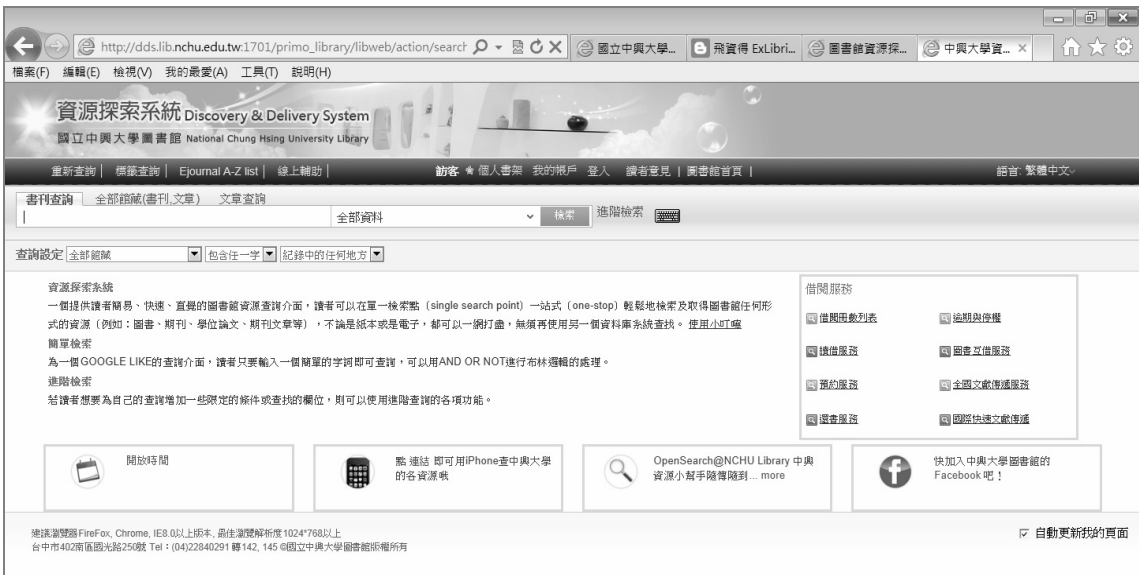 http://dds.lib.nchu.edu.tw:1701/primo_library/libweb/action/search
國立中興大學...
飛資得 ExLibri...
圖書館資源探...
中興大學資...
檔案(F) 編輯(E) 檢視(V) 我的最愛(A) 工具(T) 說明(H)
資源探索系統 Discovery & Delivery System
國立中興大學圖書館 National Chung Hsing University Library
重新查詢 | 標籤查詢 | Ejournal A-Z list | 線上輔助 | 訪客 ★ 個人書架 我的帳戶 登入 讀者意見 | 圖書館首頁 | 語言: 繁體中文
書刊查詢 全部館藏(書刊,文章) 文章查詢
全部資料 檢索 進階檢索
查詢設定 全部館藏 包含任一字 紀錄中的任何地方
資源探索系統
一個提供讀者簡易、快速、直覺的圖書館資源查詢介面，讀者可以在單一檢索點（single search point）一站式（one-stop）輕鬆地檢索及取得圖書館任何形
式的資源（例如：圖書、期刊、學位論文、期刊文章等），不論是紙本或是電子，都可以一網打盡，無須再使用另一個資料庫系統查找。 使用小叮嚀
簡單檢索
為一個GOOGLE LIKE的查詢介面，讀者只要輸入一個簡單的字詞即可查詢，可以用AND OR NOT進行布林邏輯的處理。
進階檢索
若讀者想要為自己的查詢增加一些限定的條件或查找的欄位，則可以使用進階查詢的各項功能。
借閱服務
借閱冊數列表 逾期與停權
續借服務 圖書互借服務
預約服務 全國文獻傳遞服務
還書服務 國際快速文獻傳遞
開放時間
點 連結 即可用iPhone查中興大學
的各資源哦
OpenSearch@NCHU Library 中興
資源小幫手隨傳隨到... more
快加入中興大學圖書館的
Facebook 吧！
建議瀏覽器FireFox, Chrome, IE8.0以上版本, 最佳瀏覽解析度1024*768以上
台中市402南區國光路250號 Tel：(04)22840291 轉142, 145 ©國立中興大學圖書館版權所有
自動更新我的頁面